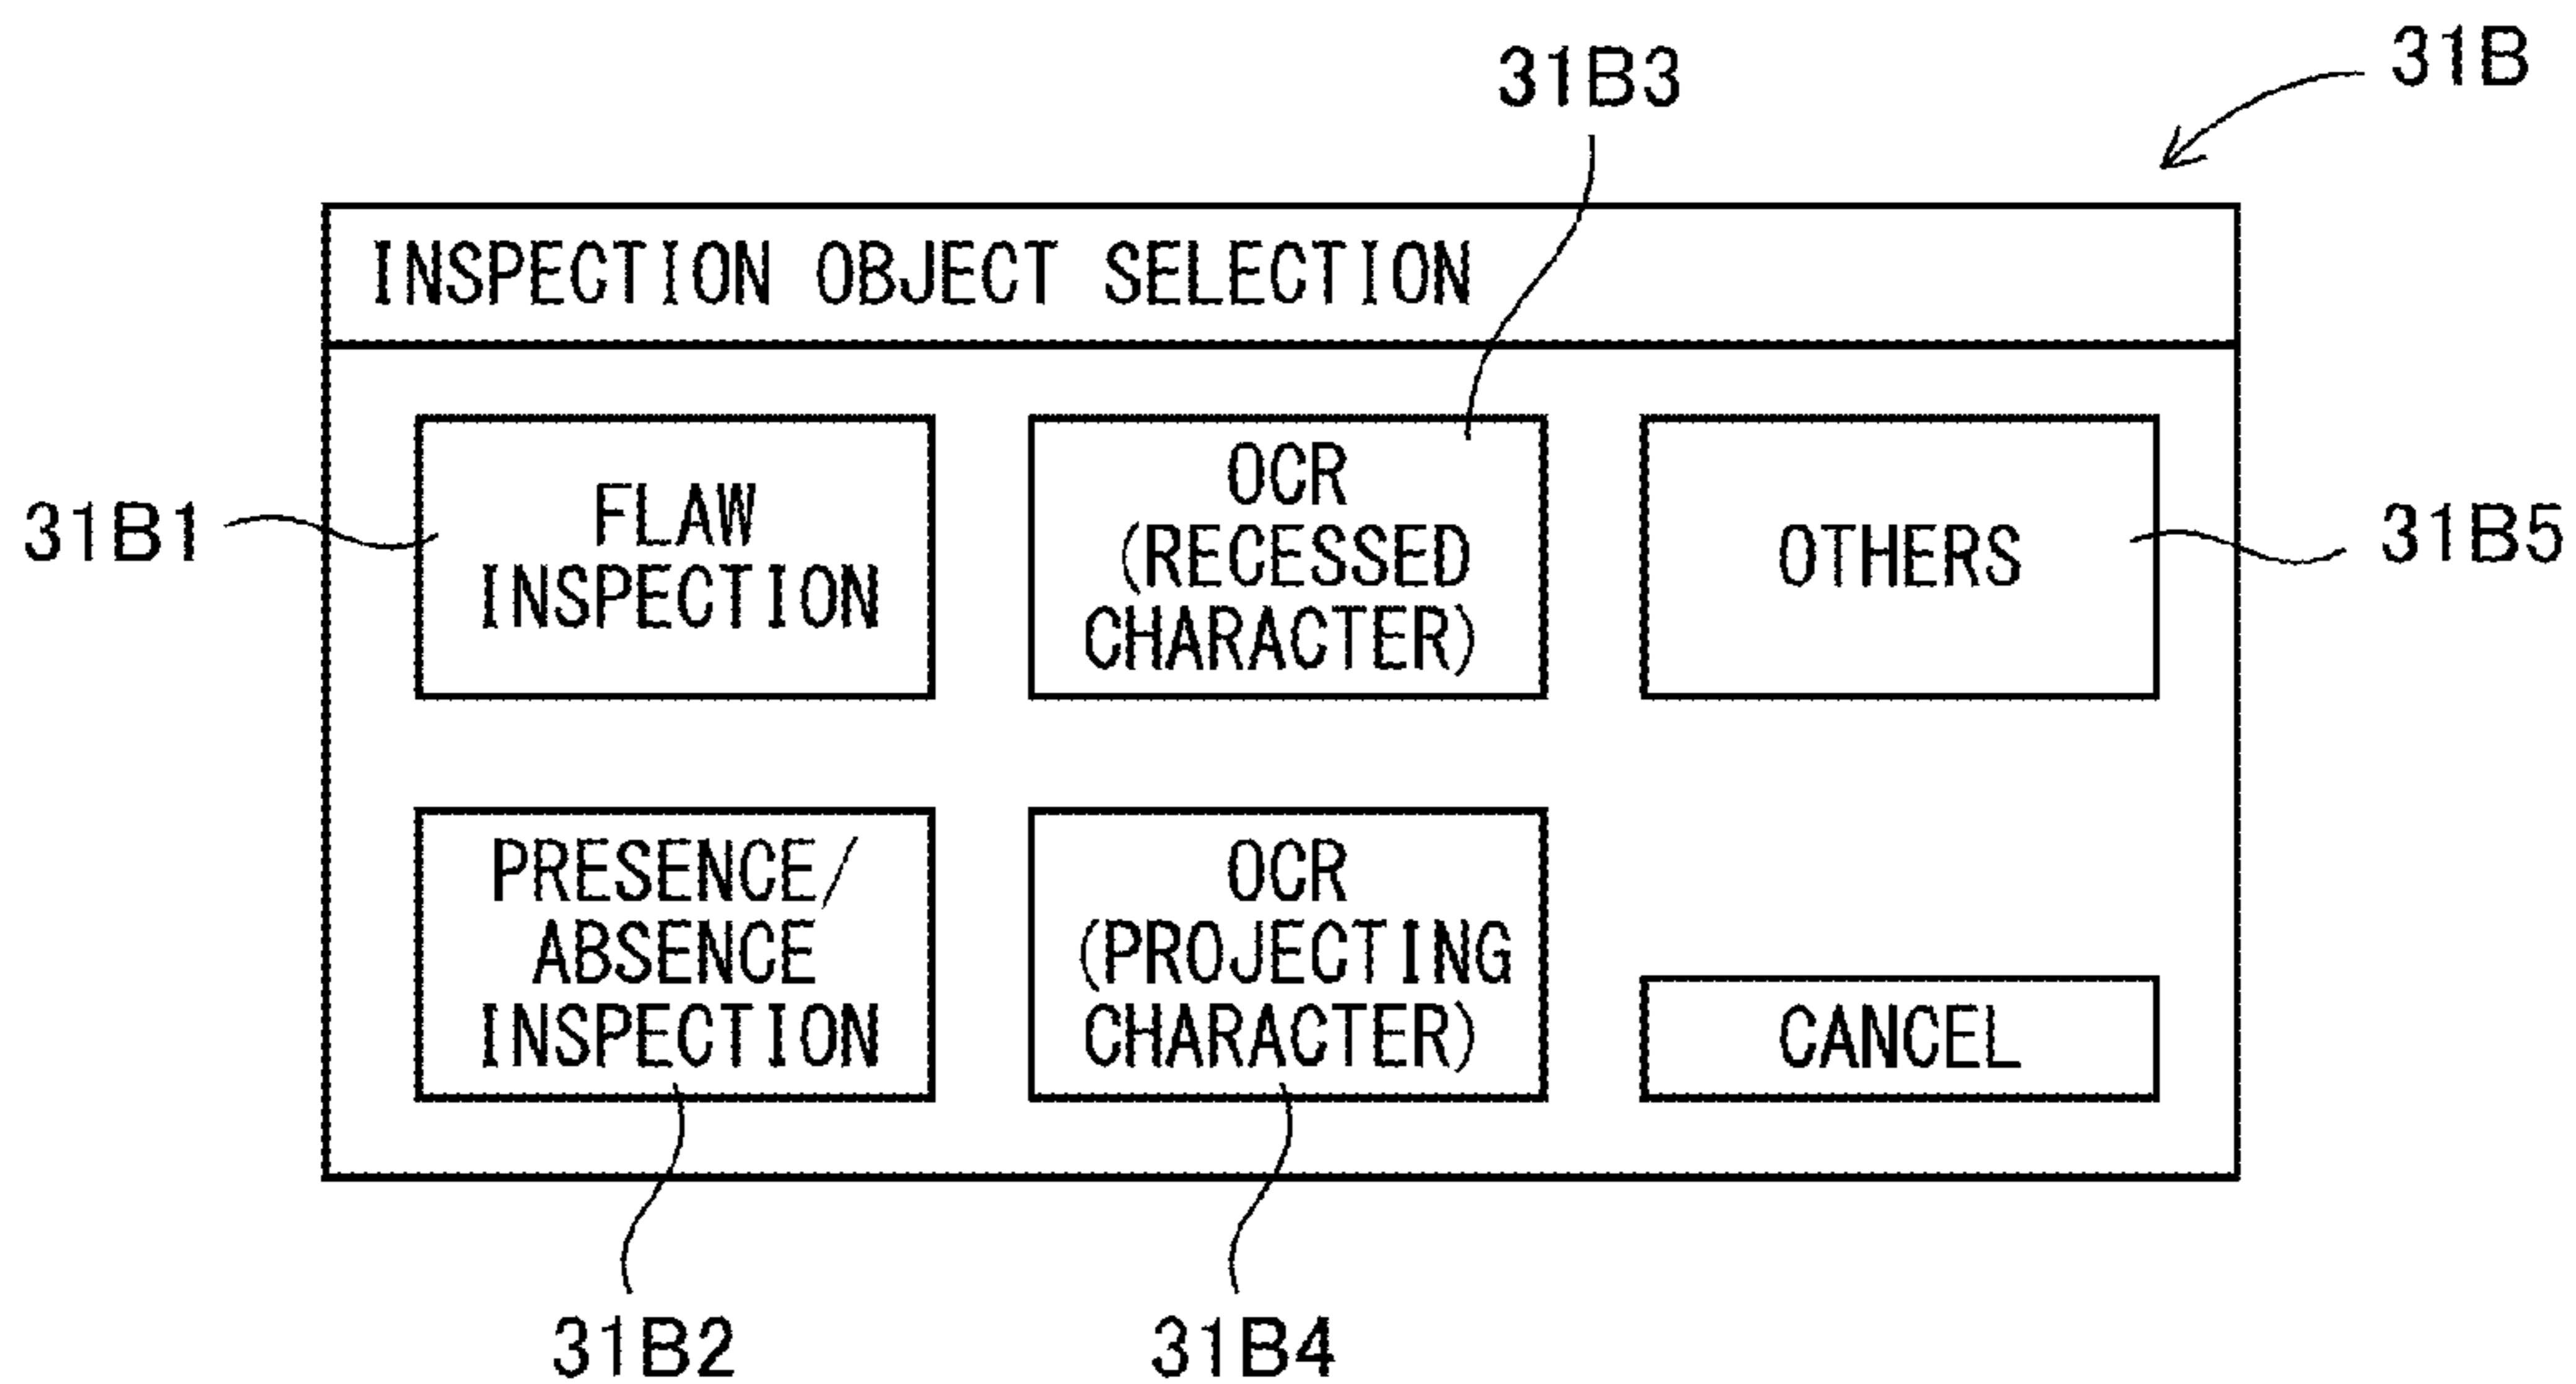 31B
31B3
INSPECTION OBJECT SELECTION
31B1
FLAW
INSPECTION
OCR
(RECESSED
CHARACTER)
OTHERS
31B5
PRESENCE/
ABSENCE
INSPECTION
OCR
(PROJECTING
CHARACTER)
CANCEL
31B2
31B4